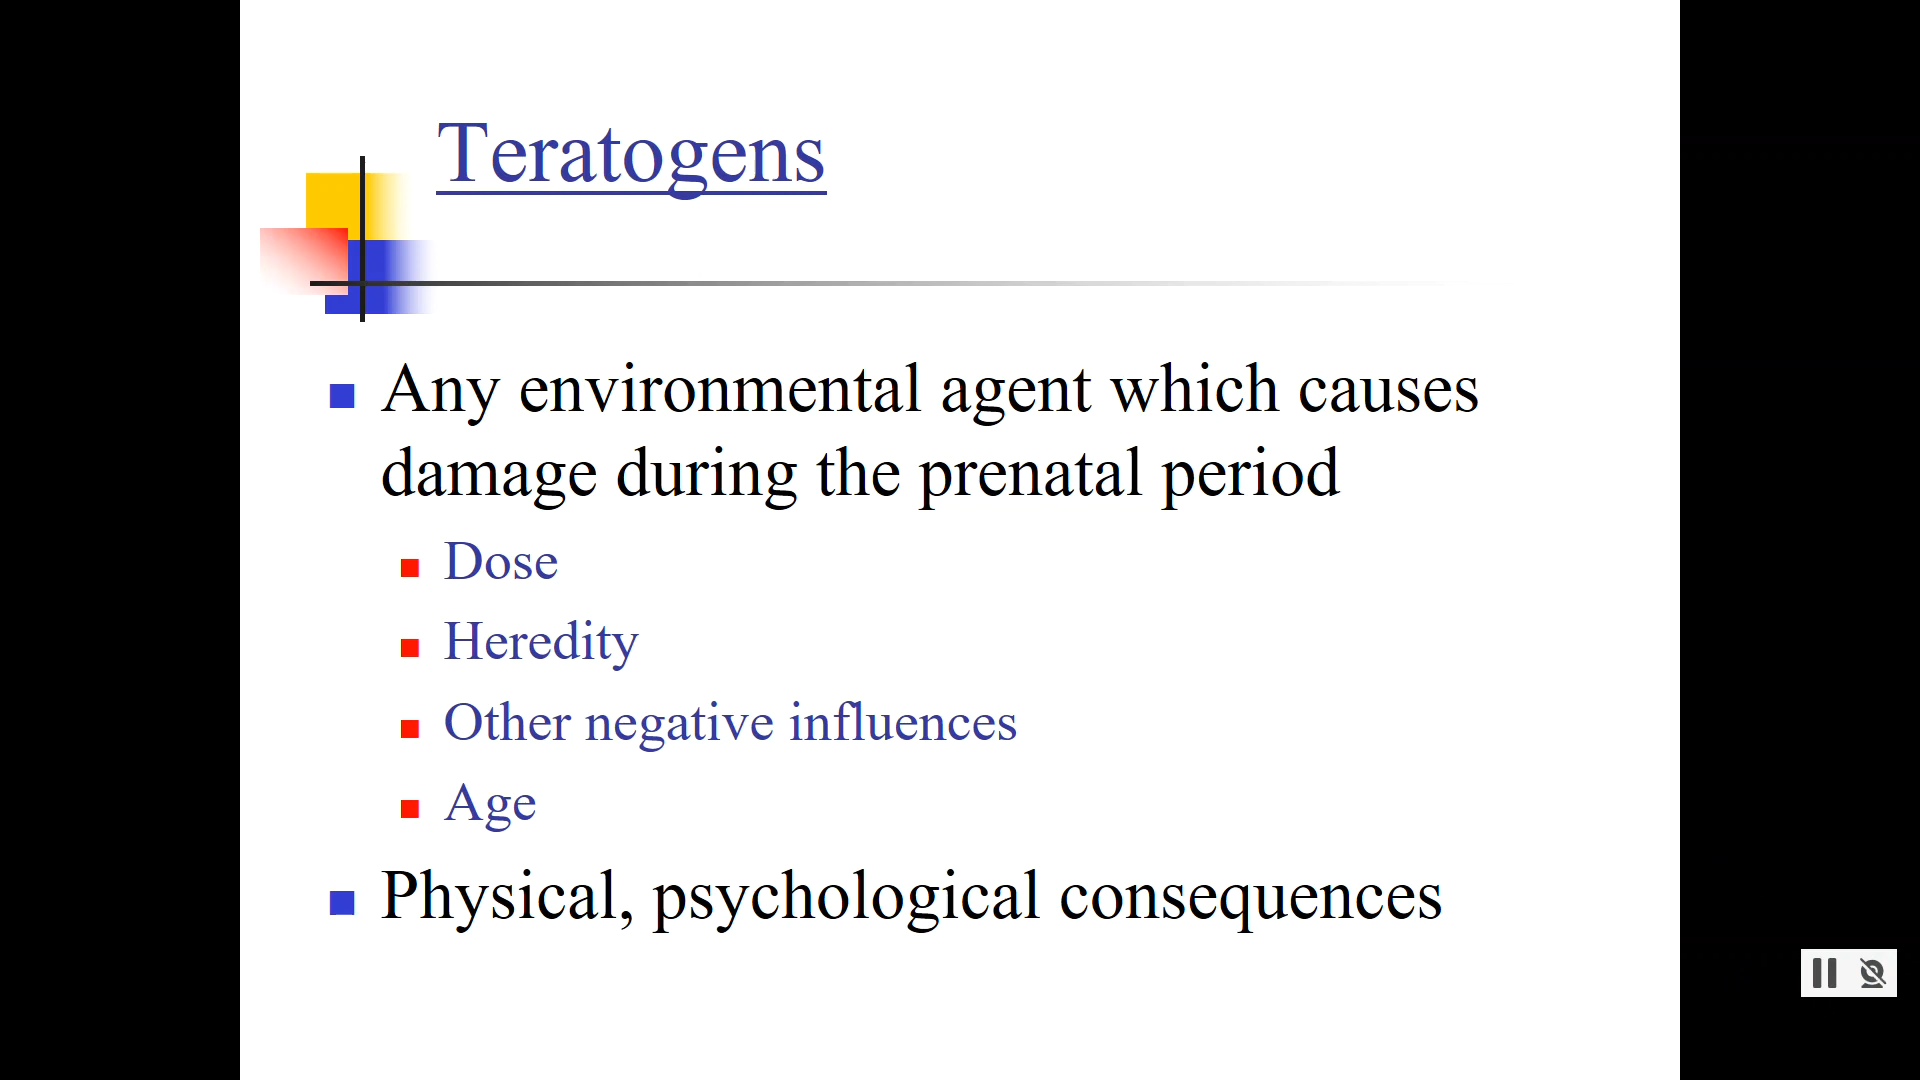 Teratogens
Any environmental agent which causes
damage during the prenatal period
Dose
Heredity
Other negative influences
Age
Physical, psychological consequences